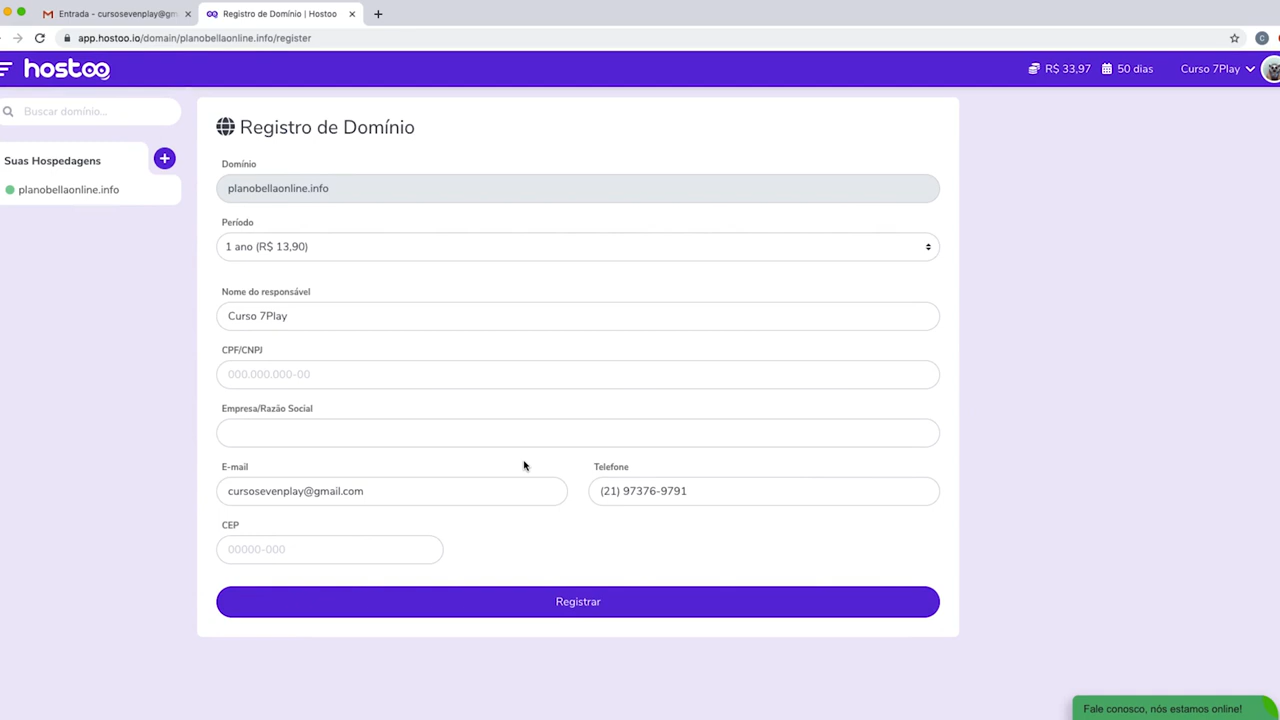 Entrada - cursosevenplay@gm
Registro de Domínio | Hostoo
app.hostoo.io/domain/planobellaonline.info/register
hostoo
R$ 33,97
50 dias
Curso 7Play
Buscar domínio...
Suas Hospedagens
planobellaonline.info
Registro de Domínio
Domínio
planobellaonline.info
Período
1 ano (R$ 13,90)
Nome do responsável
Curso 7Play
CPF/CNPJ
000.000.000-00
Empresa/Razão Social
E-mail
Telefone
cursosevenplay@gmail.com
(21) 97376-9791
CEP
00000-000
Registrar
Fale conosco, nós estamos online!